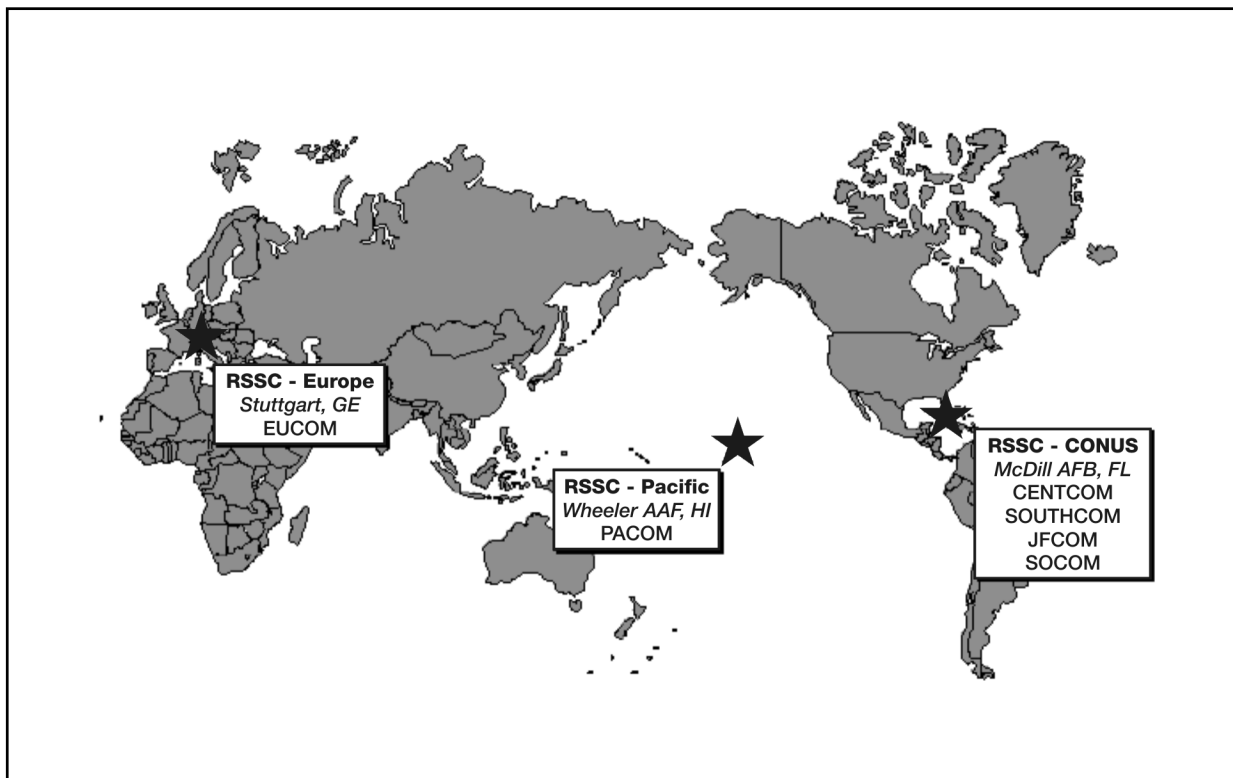 RSSC - Europe
Stuttgart, GE
EUCOM
RSSC - Pacific
Wheeler AAF, HI
PACOM
RSSC - CONUS
McDill AFB, FL
CENTCOM
SOUTHCOM
JFCOM
SOCOM